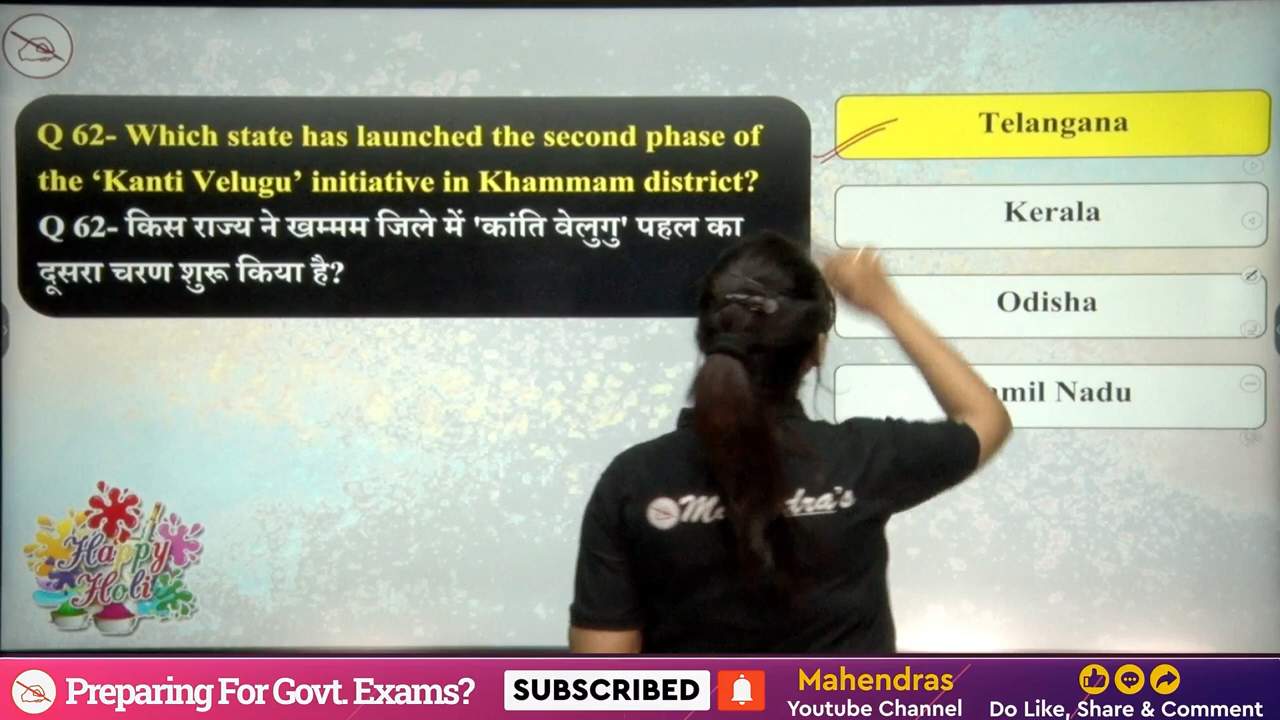 Q 62- Which state has launched the second phase of
the ‘Kanti Velugu’ initiative in Khammam district?
Q 62- किस राज्य ने खम्मम जिले में 'कांति वेलुगु' पहल का
दूसरा चरण शुरू किया है?
Telangana
Kerala
Odisha
Nadu
Happy
Holi
Preparing For Govt. Exams?
SUBSCRIBED
Mahendras
Youtube Channel
Do Like, Share & Comment